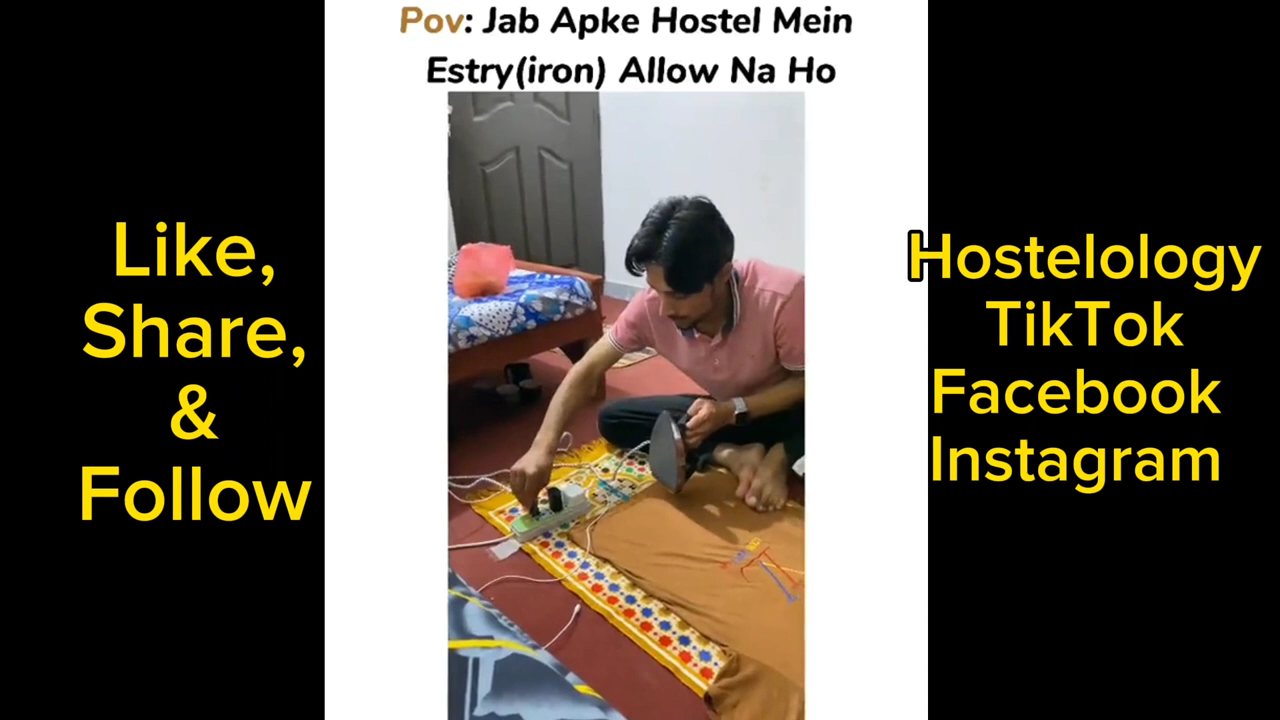 Pov: Jab Apke Hostel Mein
Estry(iron) Allow Na Ho
Like,
Share,
&
Follow
Hostelology
TikTok
Facebook
Instagram